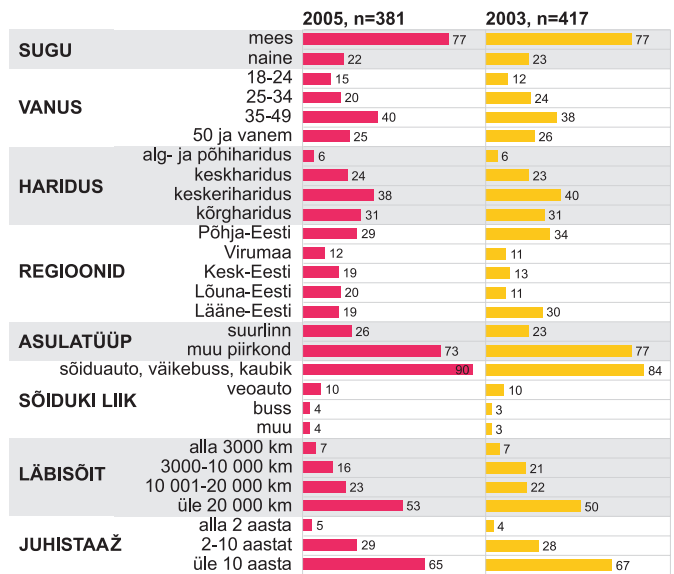 2005, n=381 2003, n=417
SUGU
mees 77 77
naine 22 23
VANUS
18-24 15 12
25-34 20 24
35-49 40 38
50 ja vanem 25 26
HARIDUS
alg- ja põhiharidus 6 6
keskharidus 24 23
keskeriharidus 38 40
kõrgharidus 31 31
REGIOONID
Põhja-Eesti 29 34
Virumaa 12 11
Kesk-Eesti 19 13
Lõuna-Eesti 20 11
Lääne-Eesti 19 30
ASULATÜÜP
suurlinn 26 23
muu piirkond 73 77
SÕIDUKI LIIK
sõiduauto, väikebuss, kaubik 90 84
veoauto 10 10
buss 4 3
muu 4 3
LÄBISÕIT
alla 3000 km 7 7
3000-10 000 km 16 21
10 001-20 000 km 23 22
üle 20 000 km 53 50
JUHISTAAŽ
alla 2 aasta 5 4
2-10 aastat 29 28
üle 10 aasta 65 67